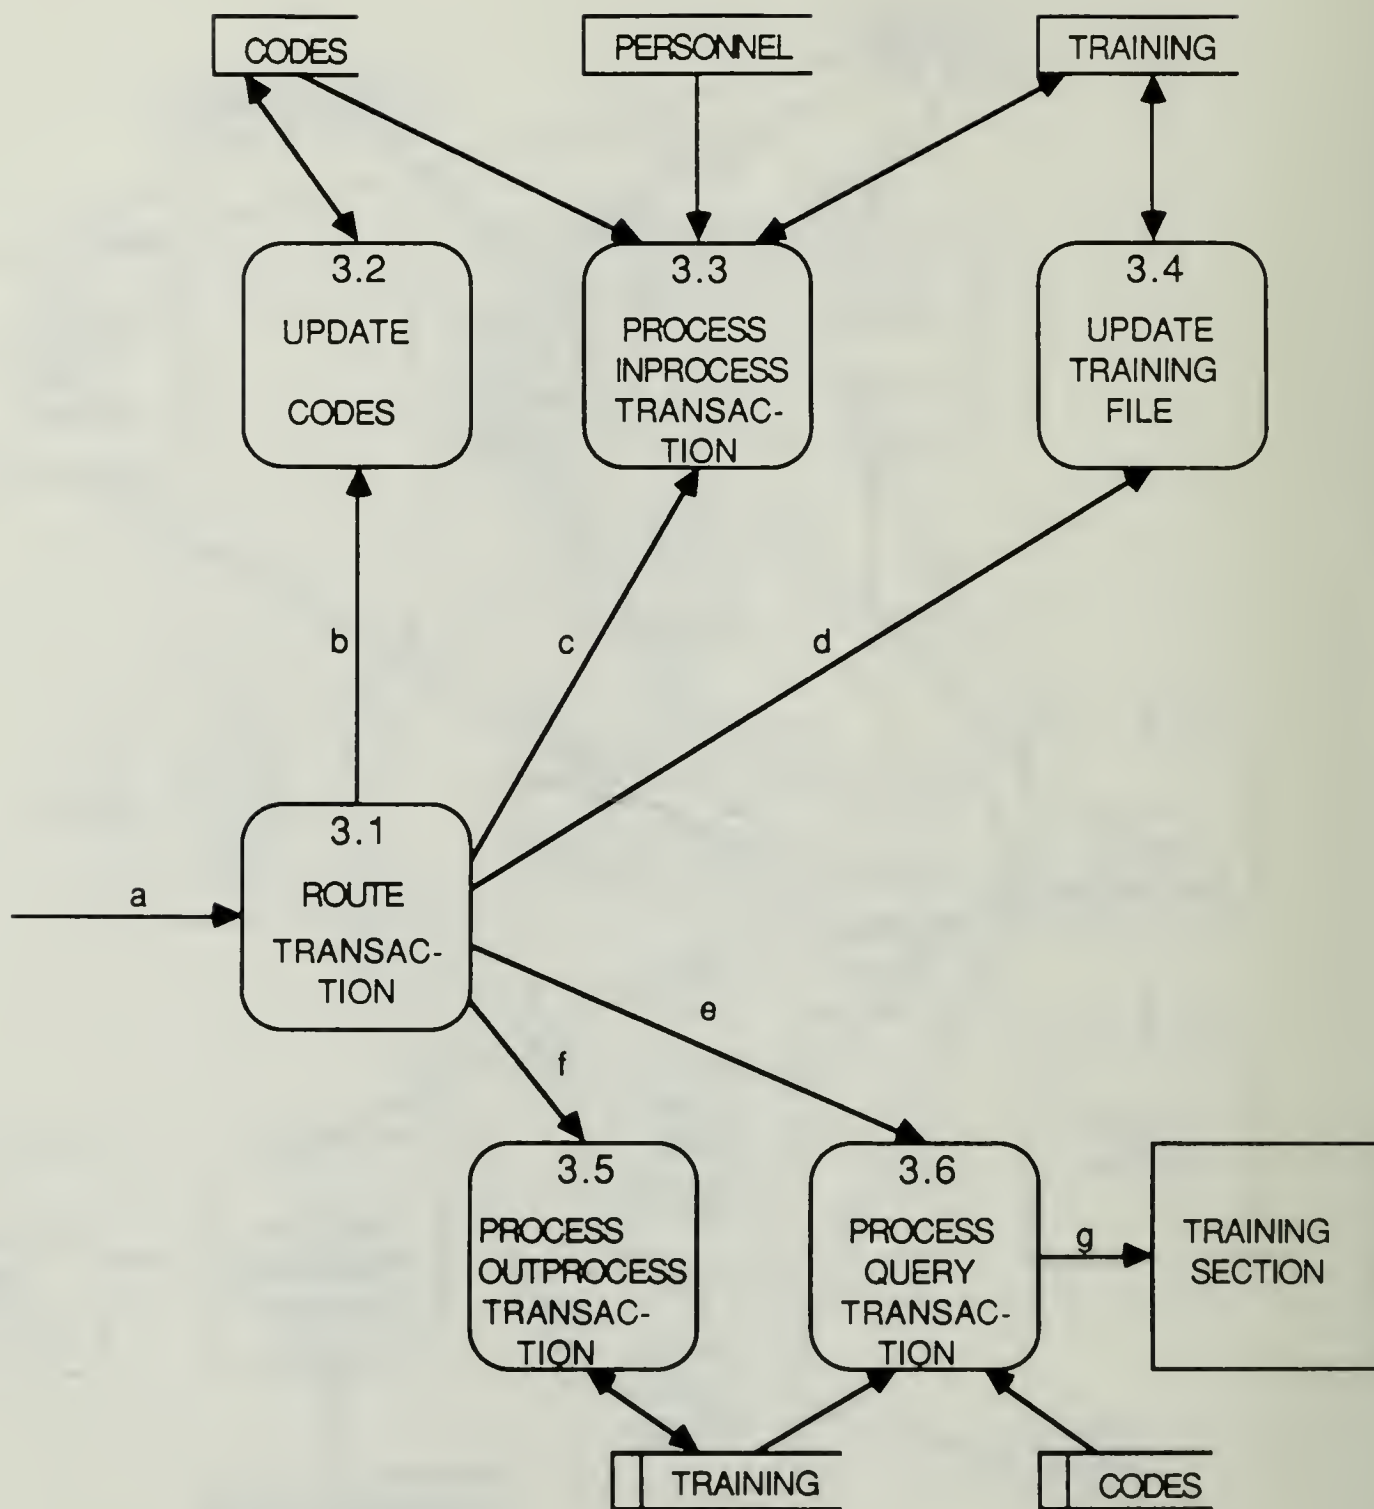 CODES
PERSONNEL
TRAINING
3.2
UPDATE
CODES
3.3
PROCESS
INPROCESS
TRANSAC-
TION
3.4
UPDATE
TRAINING
FILE
b
c
d
a
3.1
ROUTE
TRANSAC-
TION
e
f
3.5
PROCESS
OUTPROCESS
TRANSAC-
TION
3.6
PROCESS
QUERY
TRANSAC-
TION
g
TRAINING
SECTION
TRAINING
CODES